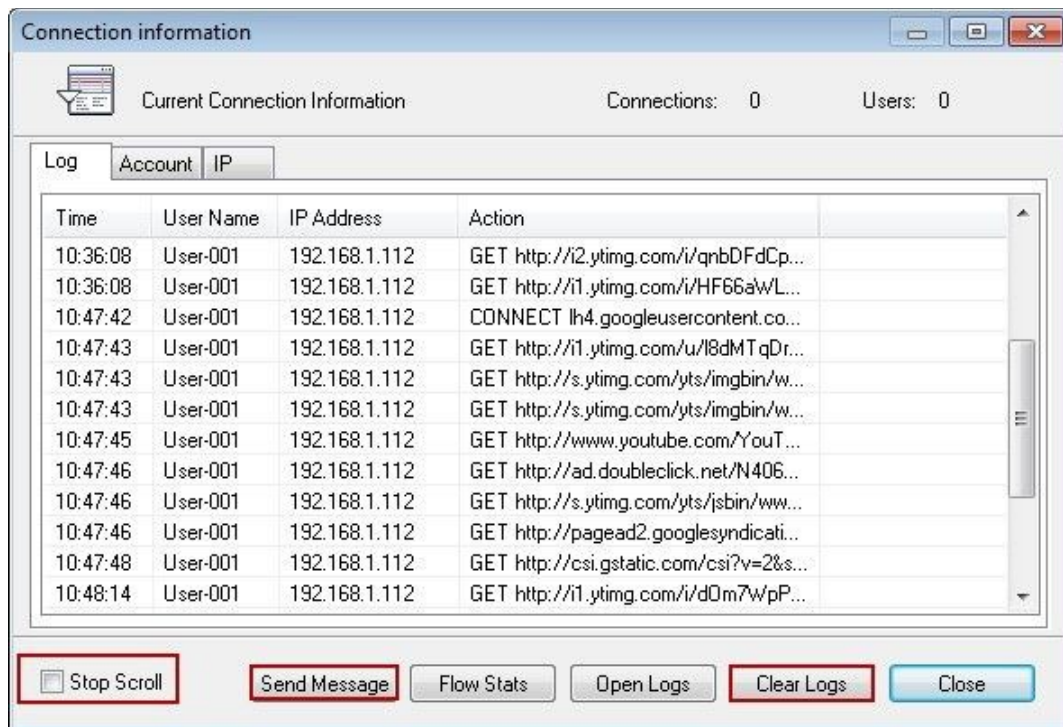 Connection information
Current Connection Information Connections: 0 Users: 0
Log Account IP
Time User Name IP Address Action
10:36:08 User-001 192.168.1.112 GET http://i2.ytimg.com/i/qnbDFdCp...
10:36:08 User-001 192.168.1.112 GET http://i1.ytimg.com/i/HF66aWL...
10:47:42 User-001 192.168.1.112 CONNECT lh4.googleusercontent.co...
10:47:43 User-001 192.168.1.112 GET http://i1.ytimg.com/u/l8dMTqDr...
10:47:43 User-001 192.168.1.112 GET http://s.ytimg.com/yts/imgbin/w...
10:47:43 User-001 192.168.1.112 GET http://s.ytimg.com/yts/imgbin/w...
10:47:45 User-001 192.168.1.112 GET http://www.youtube.com/YouT...
10:47:46 User-001 192.168.1.112 GET http://ad.doubleclick.net/N406...
10:47:46 User-001 192.168.1.112 GET http://s.ytimg.com/yts/jsbin/ww...
10:47:46 User-001 192.168.1.112 GET http://pagead2.googlesyndicati...
10:47:48 User-001 192.168.1.112 GET http://csi.gstatic.com/csi?v=2&s...
10:48:14 User-001 192.168.1.112 GET http://i1.ytimg.com/i/dOm7WpP...
Stop Scroll Send Message Flow Stats Open Logs Clear Logs Close